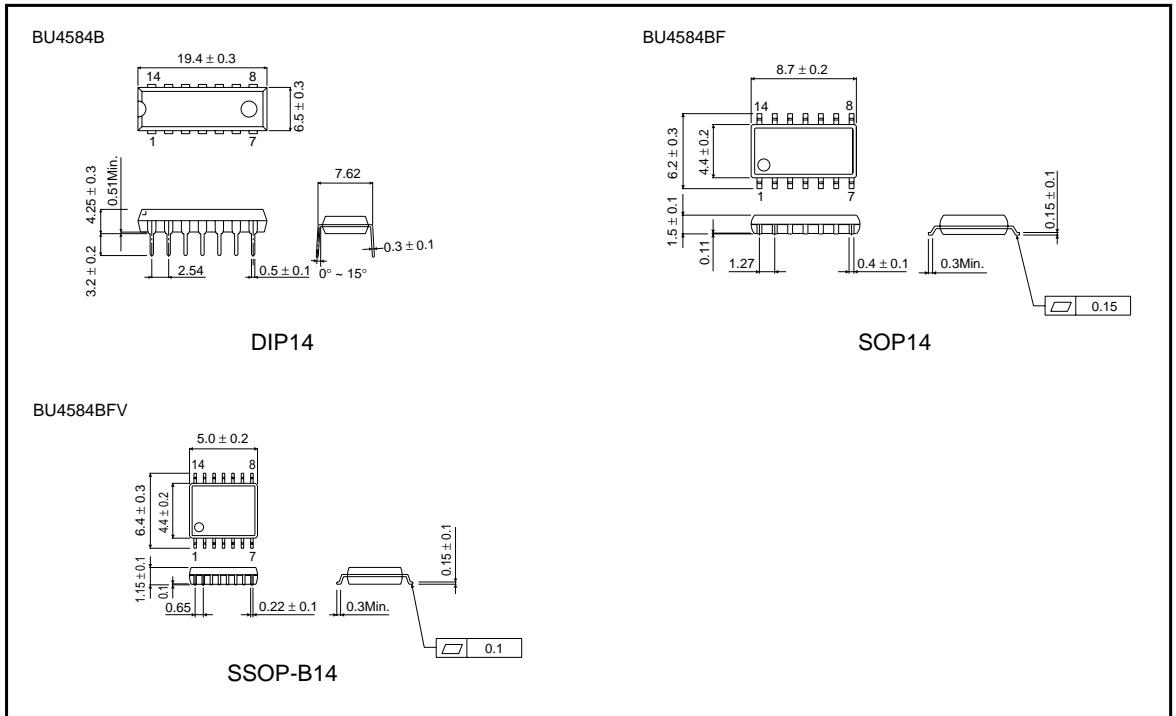 BU4584B
19.4 ± 0.3
14 8
6.5 ± 0.3
1 7
4.25 ± 0.3
0.51Min.
3.2 ± 0.2
2.54
0.5 ± 0.1
7.62
0.3 ± 0.1
0° ~ 15°
DIP14
BU4584BF
8.7 ± 0.2
14 8
6.2 ± 0.3
4.4 ± 0.2
1 7
1.5 ± 0.1
0.11
1.27
0.4 ± 0.1
0.3Min.
0.15 ± 0.1
0.15
SOP14
BU4584BFV
5.0 ± 0.2
14 8
6.4 ± 0.3
4.4 ± 0.2
1 7
1.15 ± 0.1
0.1
0.65
0.22 ± 0.1
0.3Min.
0.15 ± 0.1
0.1
SSOP-B14